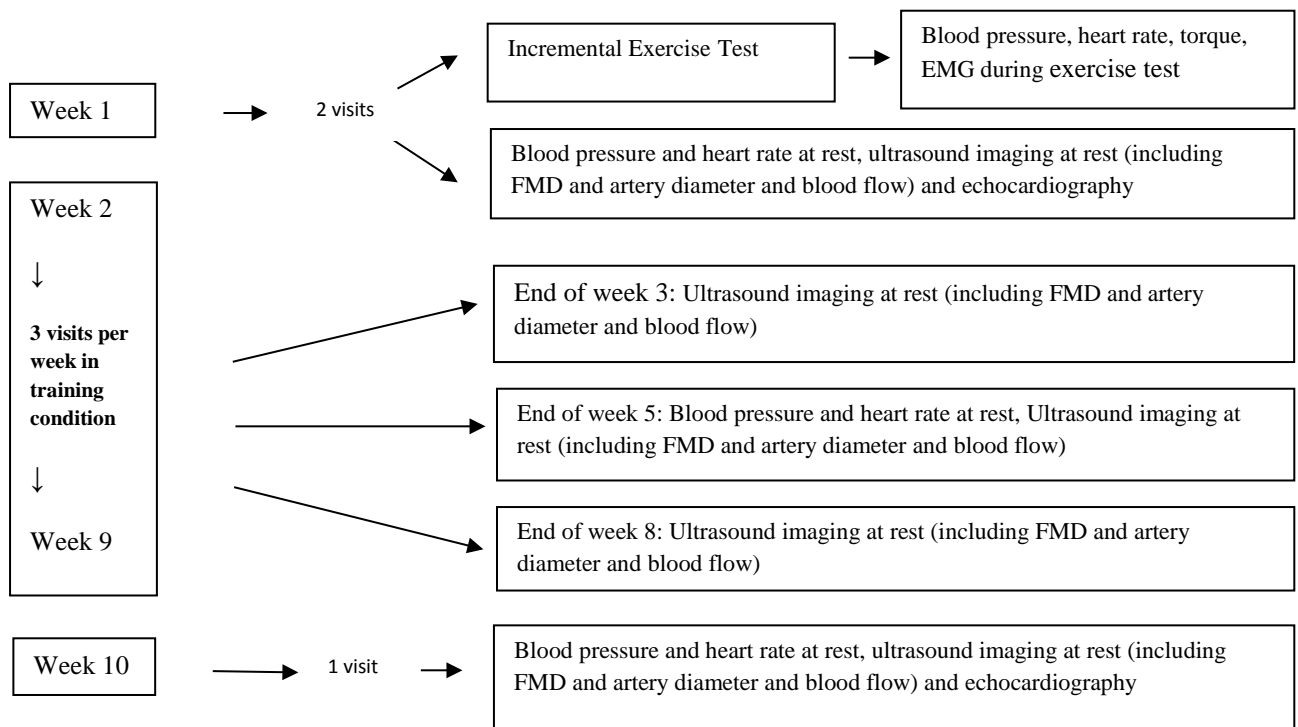 Week 1
2 visits
Incremental Exercise Test
Blood pressure, heart rate, torque,
EMG during exercise test
Blood pressure and heart rate at rest, ultrasound imaging at rest (including
FMD and artery diameter and blood flow) and echocardiography
Week 2
↓
3 visits per
week in
training
condition
↓
Week 9
End of week 3: Ultrasound imaging at rest (including FMD and artery
diameter and blood flow)
End of week 5: Blood pressure and heart rate at rest, Ultrasound imaging at
rest (including FMD and artery diameter and blood flow)
End of week 8: Ultrasound imaging at rest (including FMD and artery
diameter and blood flow)
Week 10
1 visit
Blood pressure and heart rate at rest, ultrasound imaging at rest (including
FMD and artery diameter and blood flow) and echocardiography